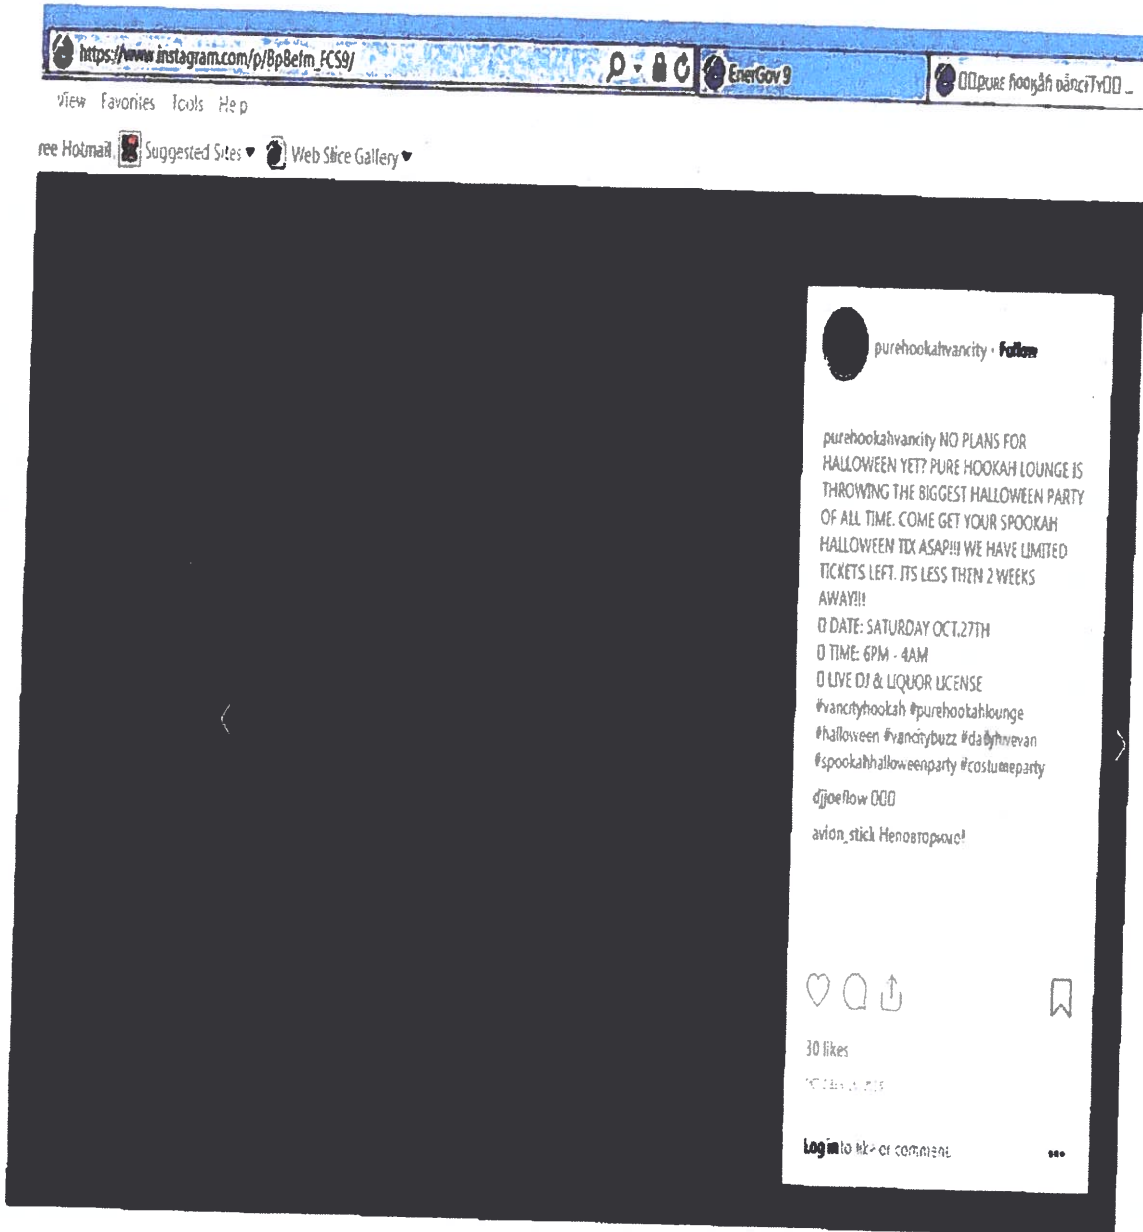 https://www.instagram.com/p/BpBefm_FCS9/
EnerGov 9
View Favorites Tools Help
ree Hotmail Suggested Sites ▾ Web Slice Gallery ▾
purehookahvancity · Follow
purehookahvancity NO PLANS FOR
HALLOWEEN YET? PURE HOOKAH LOUNGE IS
THROWING THE BIGGEST HALLOWEEN PARTY
OF ALL TIME. COME GET YOUR SPOOKAH
HALLOWEEN TIX ASAP!!! WE HAVE LIMITED
TICKETS LEFT. ITS LESS THEN 2 WEEKS
AWAY!!!
DATE: SATURDAY OCT.27TH
TIME: 6PM - 4AM
LIVE DJ & LIQUOR LICENSE
#vancityhookah #purehookahlounge
#halloween #vancitybuzz #dailyhivevan
#spookahhalloweenparty #costumeparty
djjoeflow
avion_stick Неповторимо!
30 likes
Log in to like or comment.